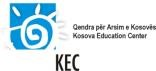 Qendra për Arsim e Kosovës
Kosova Education Center
KEC